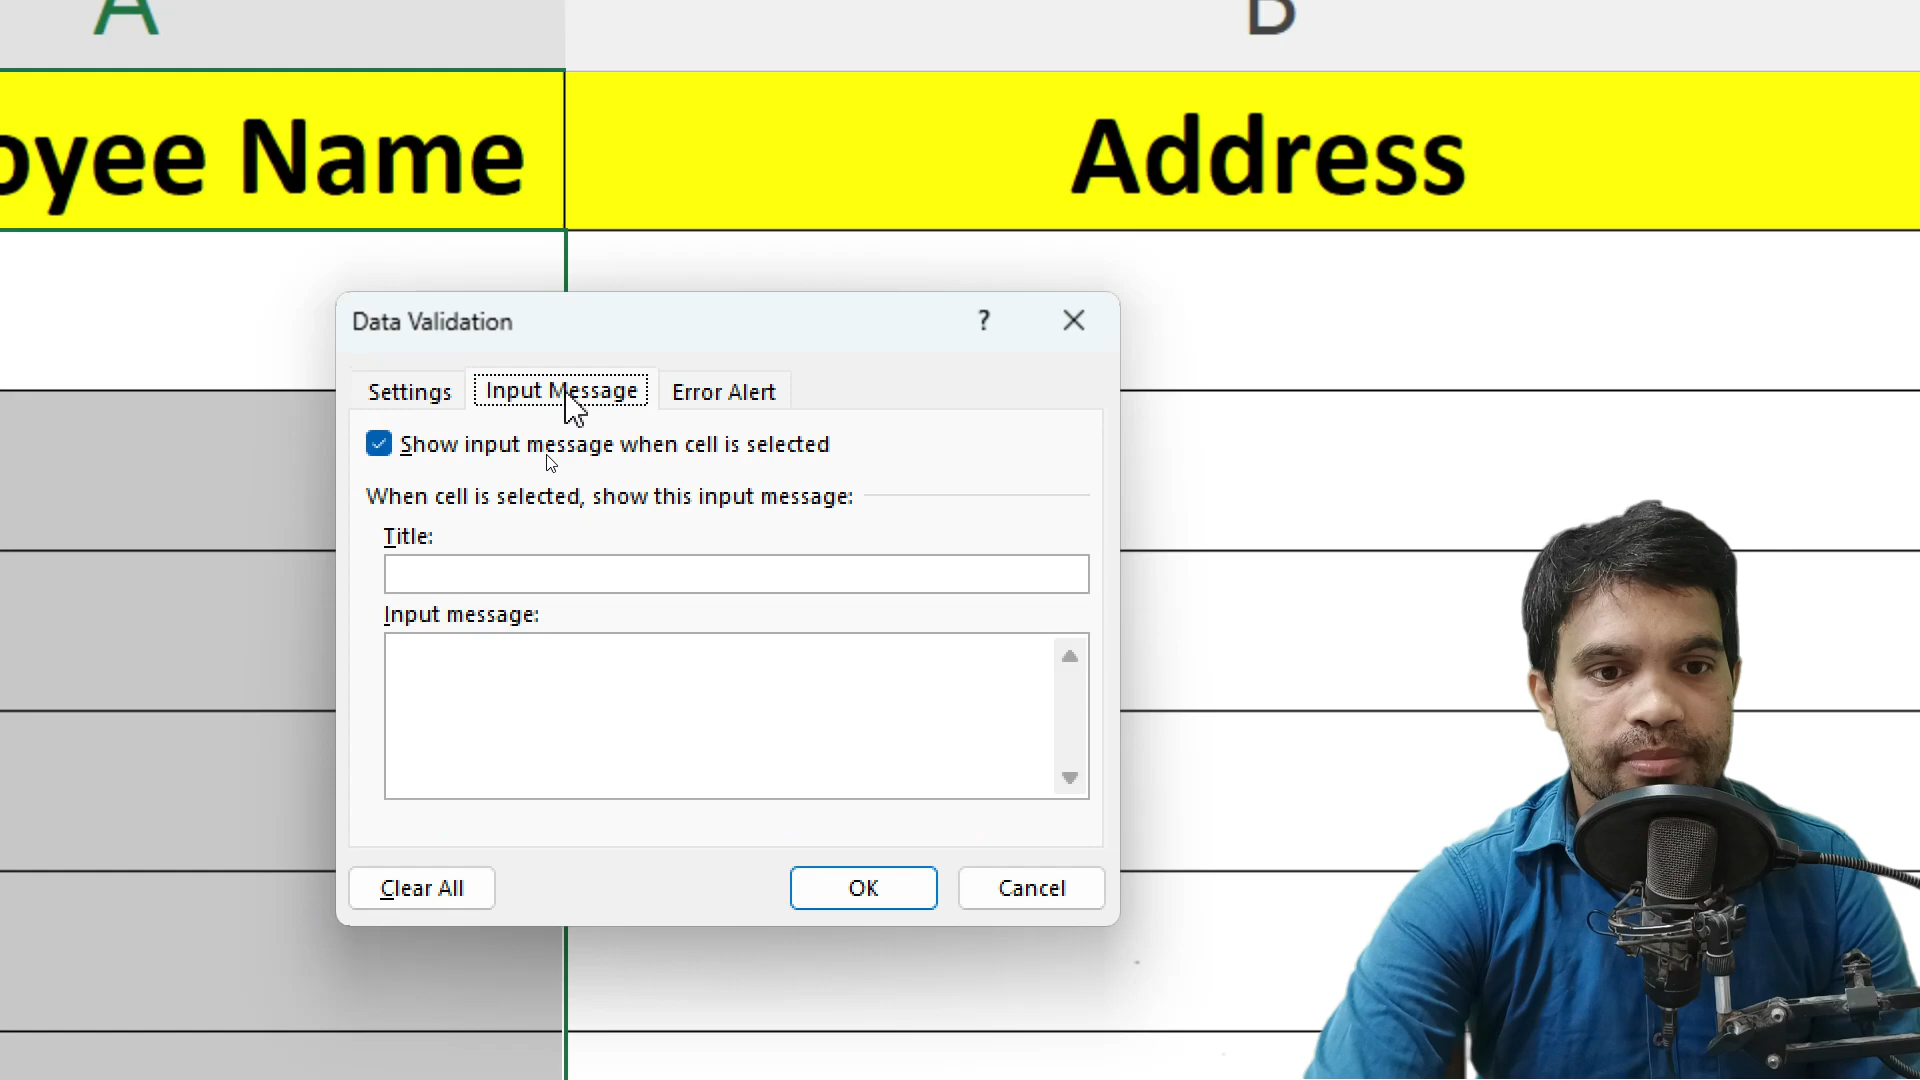 A B
oyee Name Address
Data Validation ?
Settings Input Message Error Alert
Show input message when cell is selected
When cell is selected, show this input message:
Title:
Input message:
Clear All OK Cancel